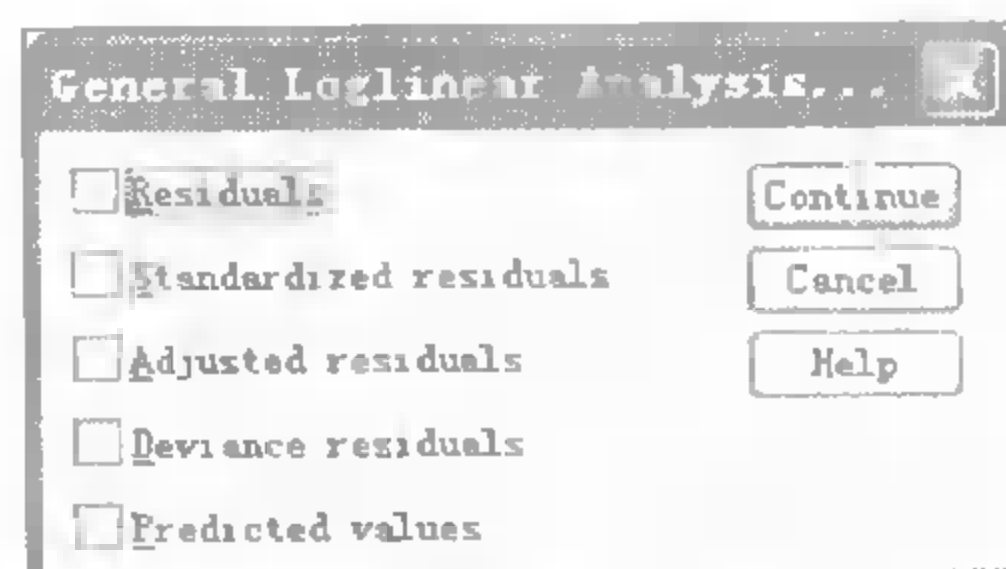 General Loglinear Analysis...
Residuals
Continue
Standardized residuals
Cancel
Adjusted residuals
Help
Deviance residuals
Predicted values